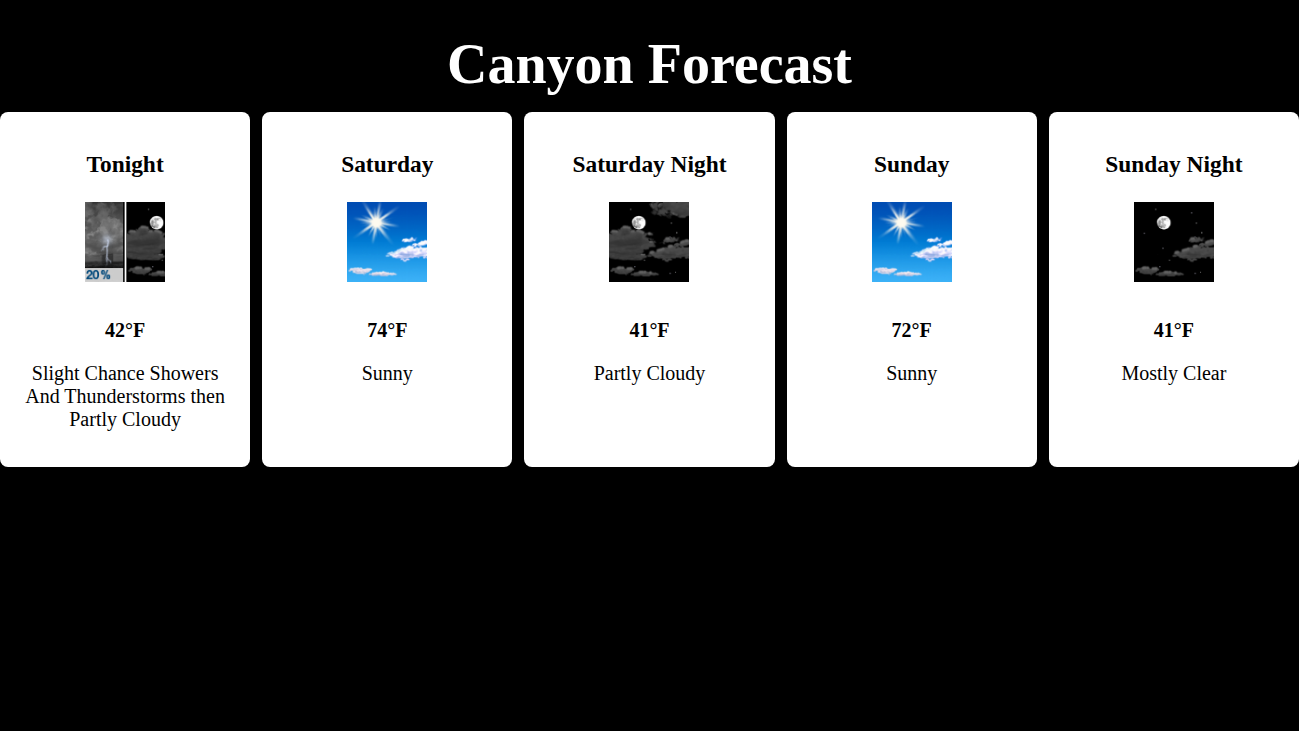 Canyon Forecast
Tonight
20%
42°F
Slight Chance Showers
And Thunderstorms then
Partly Cloudy
Saturday
74°F
Sunny
Saturday Night
41°F
Partly Cloudy
Sunday
72°F
Sunny
Sunday Night
41°F
Mostly Clear